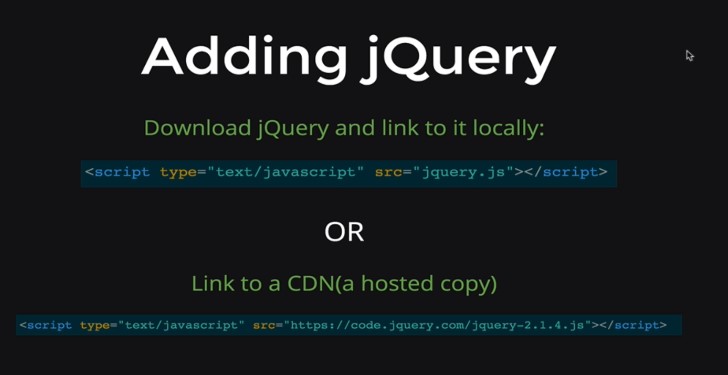 Adding jQuery
Download jQuery and link to it locally:
<script type="text/javascript" src="jquery.js"></script>
OR
Link to a CDN(a hosted copy)
<script type="text/javascript" src="https://code.jquery.com/jquery-2.1.4.js"></script>